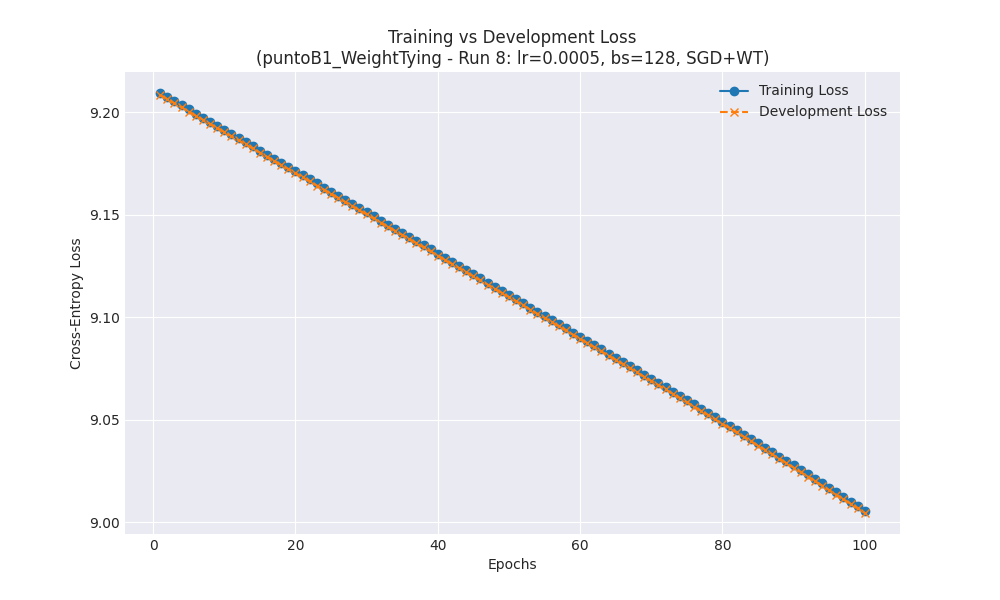 Training vs Development Loss
(puntoB1_WeightTying - Run 8: lr=0.0005, bs=128, SGD+WT)
Training Loss
Development Loss
9.20
9.15
9.10
9.05
9.00
Cross-Entropy Loss
0 20 40 60 80 100
Epochs